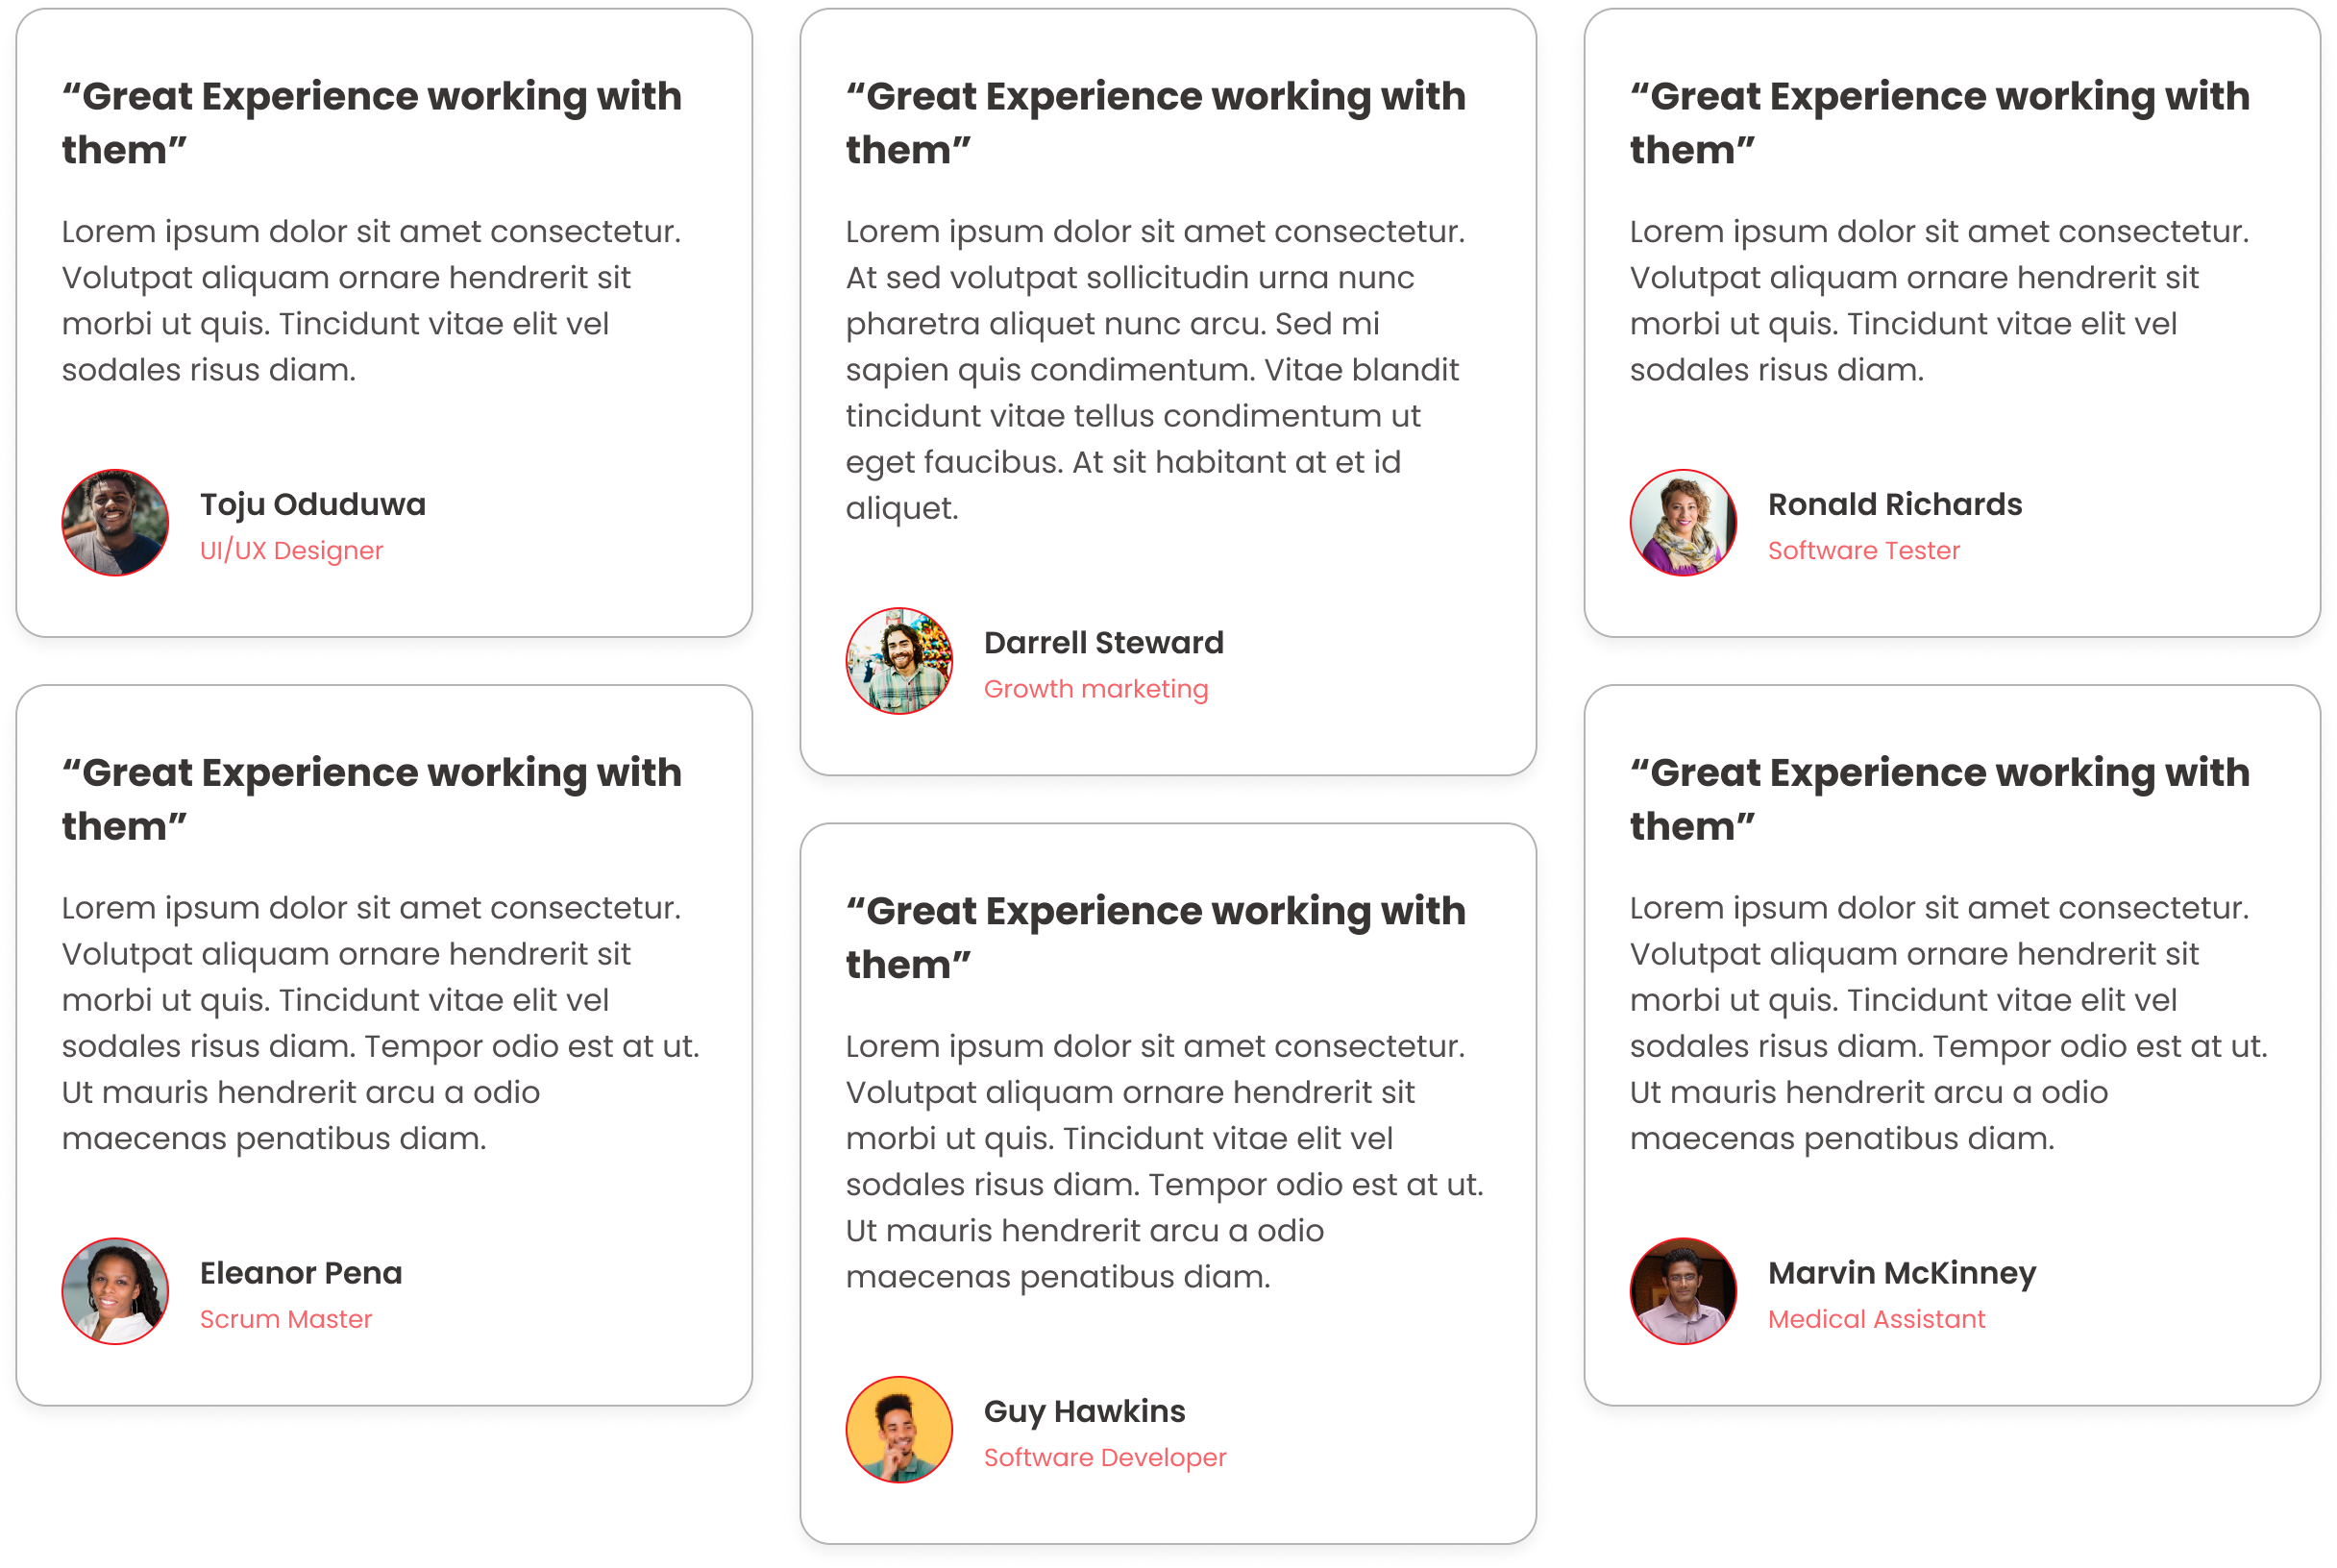 “Great Experience working with
them”
Lorem ipsum dolor sit amet consectetur.
Volutpat aliquam ornare hendrerit sit
morbi ut quis. Tincidunt vitae elit vel
sodales risus diam.
Toju Oduduwa
UI/UX Designer
“Great Experience working with
them”
Lorem ipsum dolor sit amet consectetur.
Volutpat aliquam ornare hendrerit sit
morbi ut quis. Tincidunt vitae elit vel
sodales risus diam. Tempor odio est at ut.
Ut mauris hendrerit arcu a odio
maecenas penatibus diam.
Eleanor Pena
Scrum Master
“Great Experience working with
them”
Lorem ipsum dolor sit amet consectetur.
At sed volutpat sollicitudin urna nunc
pharetra aliquet nunc arcu. Sed mi
sapien quis condimentum. Vitae blandit
tincidunt vitae tellus condimentum ut
eget faucibus. At sit habitant at et id
aliquet.
Darrell Steward
Growth marketing
“Great Experience working with
them”
Lorem ipsum dolor sit amet consectetur.
Volutpat aliquam ornare hendrerit sit
morbi ut quis. Tincidunt vitae elit vel
sodales risus diam. Tempor odio est at ut.
Ut mauris hendrerit arcu a odio
maecenas penatibus diam.
Guy Hawkins
Software Developer
“Great Experience working with
them”
Lorem ipsum dolor sit amet consectetur.
Volutpat aliquam ornare hendrerit sit
morbi ut quis. Tincidunt vitae elit vel
sodales risus diam.
Ronald Richards
Software Tester
“Great Experience working with
them”
Lorem ipsum dolor sit amet consectetur.
Volutpat aliquam ornare hendrerit sit
morbi ut quis. Tincidunt vitae elit vel
sodales risus diam. Tempor odio est at ut.
Ut mauris hendrerit arcu a odio
maecenas penatibus diam.
Marvin McKinney
Medical Assistant